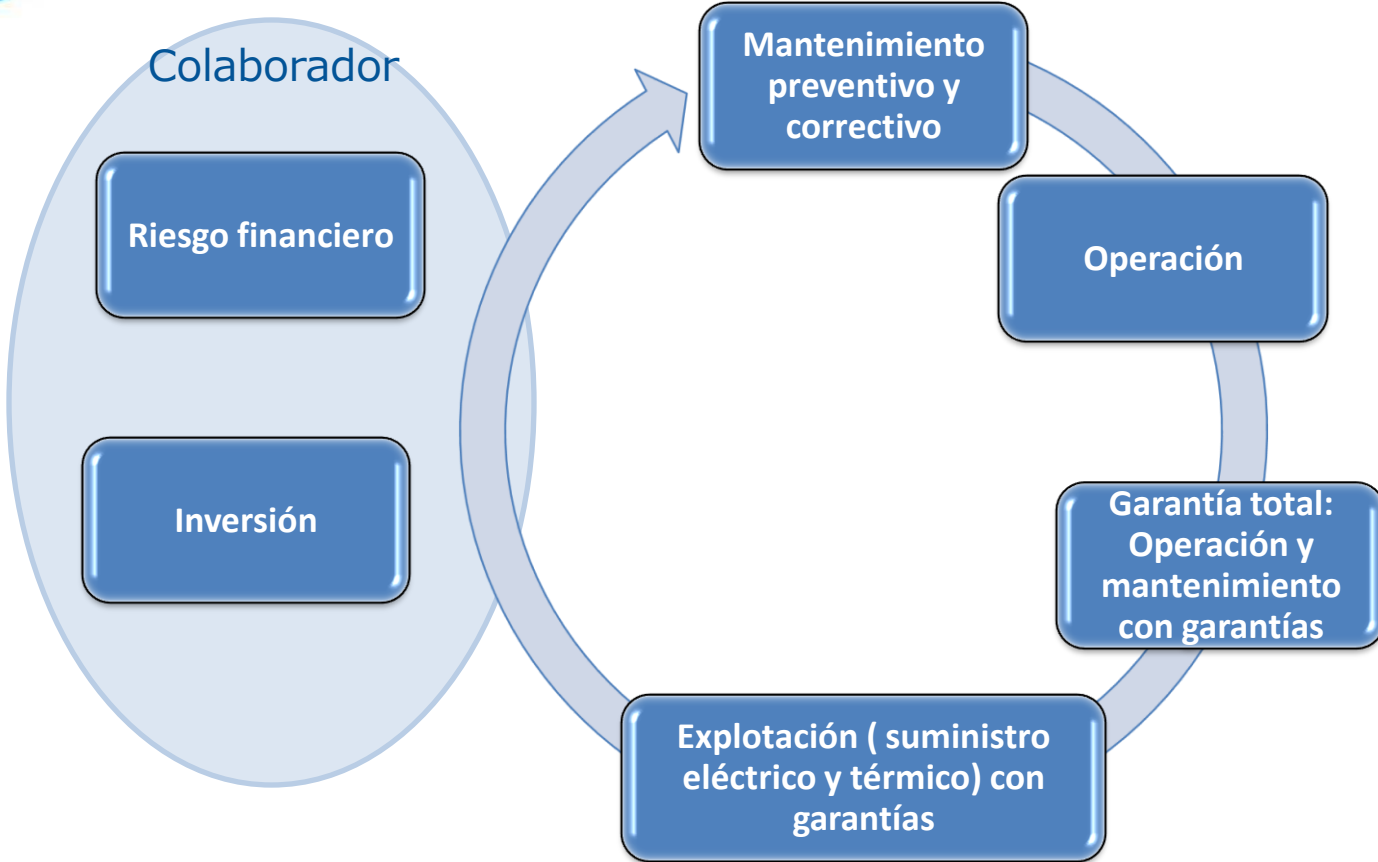 Colaborador
Riesgo financiero
Inversión
Mantenimiento
preventivo y
correctivo
Operación
Garantía total:
Operación y
mantenimiento
con garantías
Explotación ( suministro
eléctrico y térmico) con
garantías